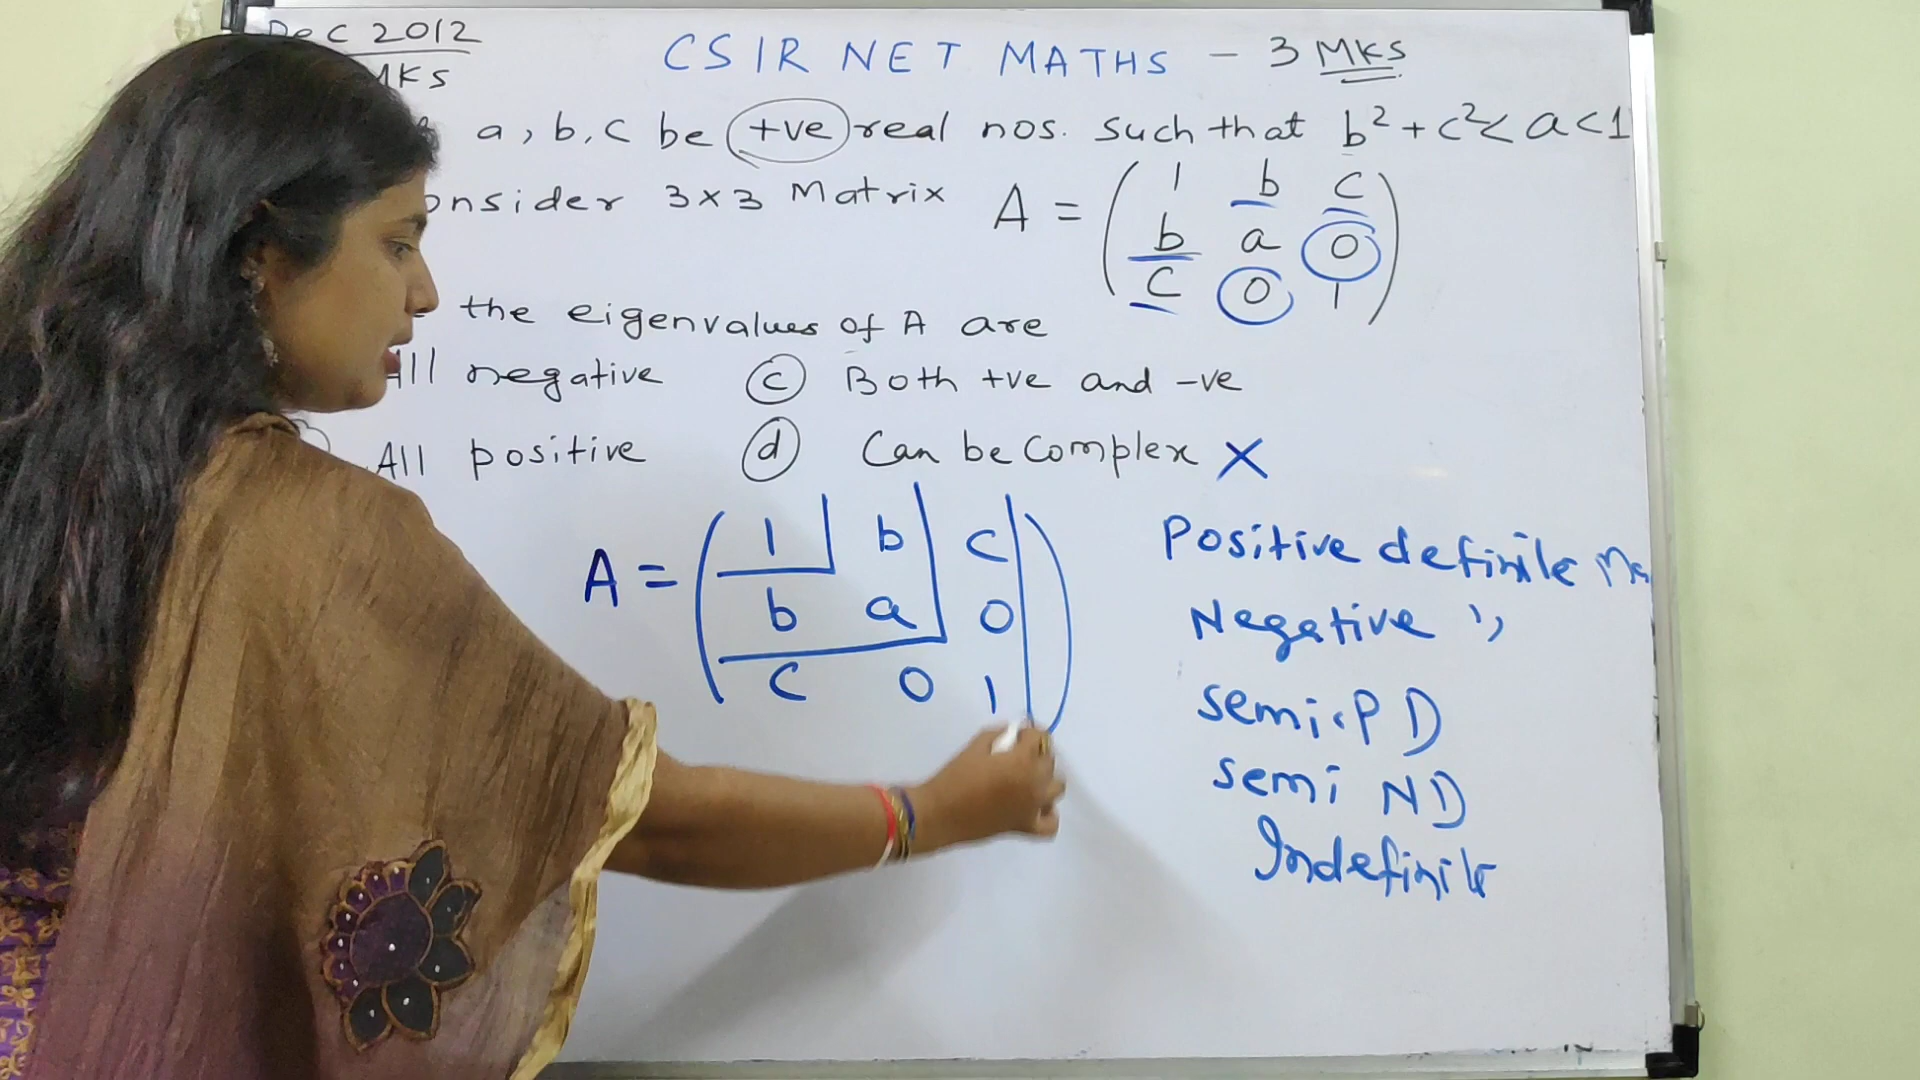 Dec 2012
MKS
CSIR NET MATHS - 3 MKS
a, b, c be +ve real nos. such that b² + c² < a < 1
onsider 3×3 Matrix A = ( 1 b c
b a 0
c 0 1 )
the eigenvalues of A are
All negative (c) Both +ve and -ve
All positive (d) Can be Complex X
A = ( 1 b c
b a 0
c 0 1 )
Positive definite Ma
Negative ''
semi-PD
semi ND
Indefinite